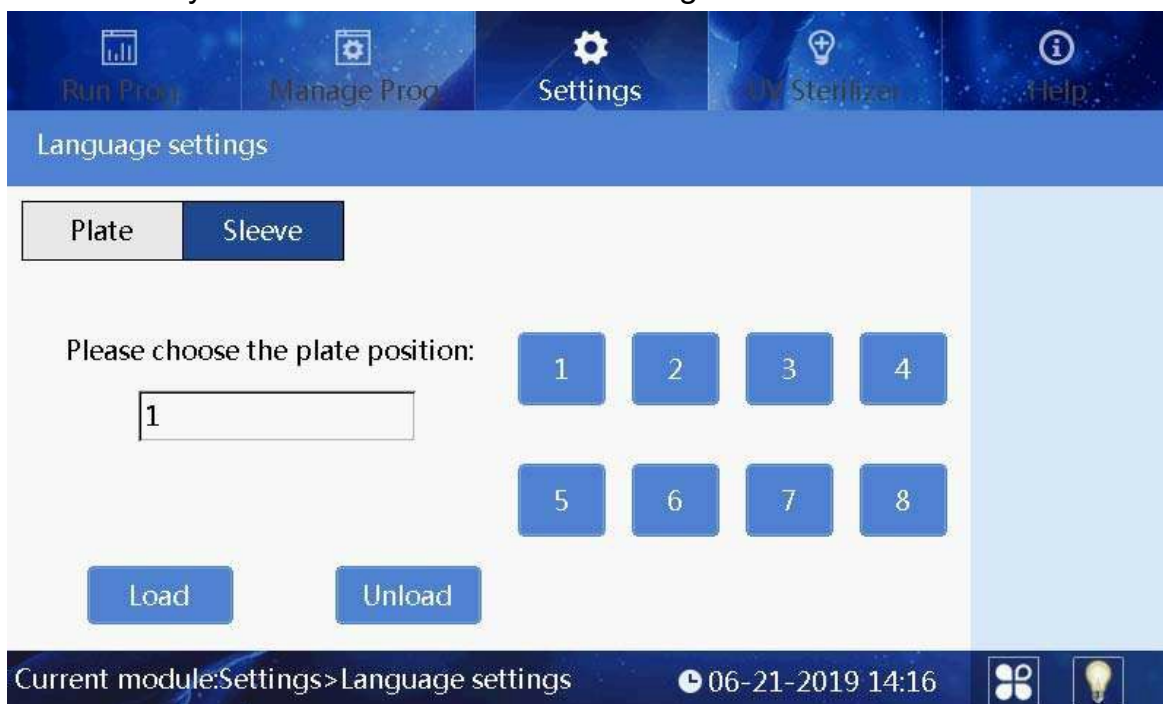 Run Prog.
Manage Prog.
Settings
UV Sterilizer
Help
Language settings
Plate
Sleeve
Please choose the plate position:
1
1 2 3 4
5 6 7 8
Load
Unload
Current module:Settings>Language settings
06-21-2019 14:16